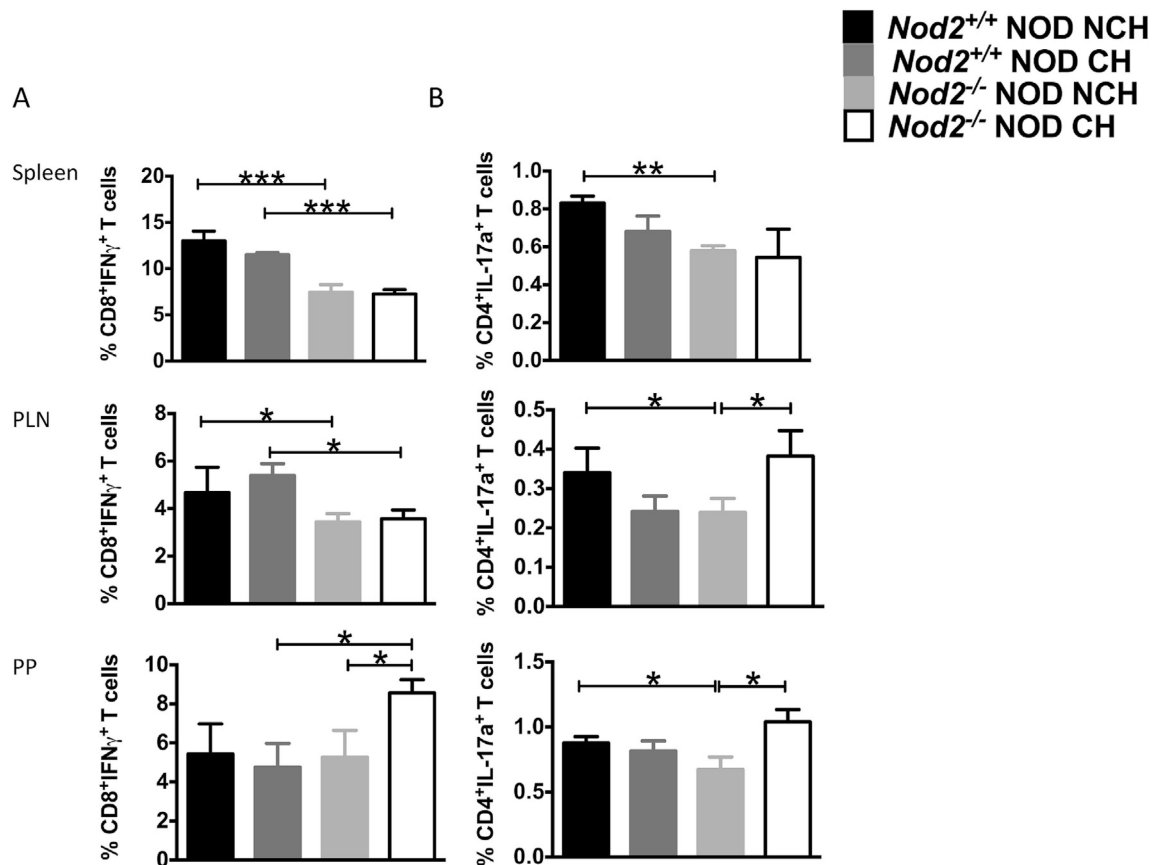 Nod2+/+ NOD NCH
Nod2+/+ NOD CH
Nod2-/- NOD NCH
Nod2-/- NOD CH
A
B
Spleen
% CD8+IFNγ+ T cells
20
15
10
5
0
***
***
% CD4+IL-17a+ T cells
1.0
0.8
0.6
0.4
0.2
0.0
**
PLN
% CD8+IFNγ+ T cells
8
6
4
2
0
*
*
% CD4+IL-17a+ T cells
0.5
0.4
0.3
0.2
0.1
0.0
*
*
PP
% CD8+IFNγ+ T cells
10
8
6
4
2
0
*
*
% CD4+IL-17a+ T cells
1.5
1.0
0.5
0.0
*
*